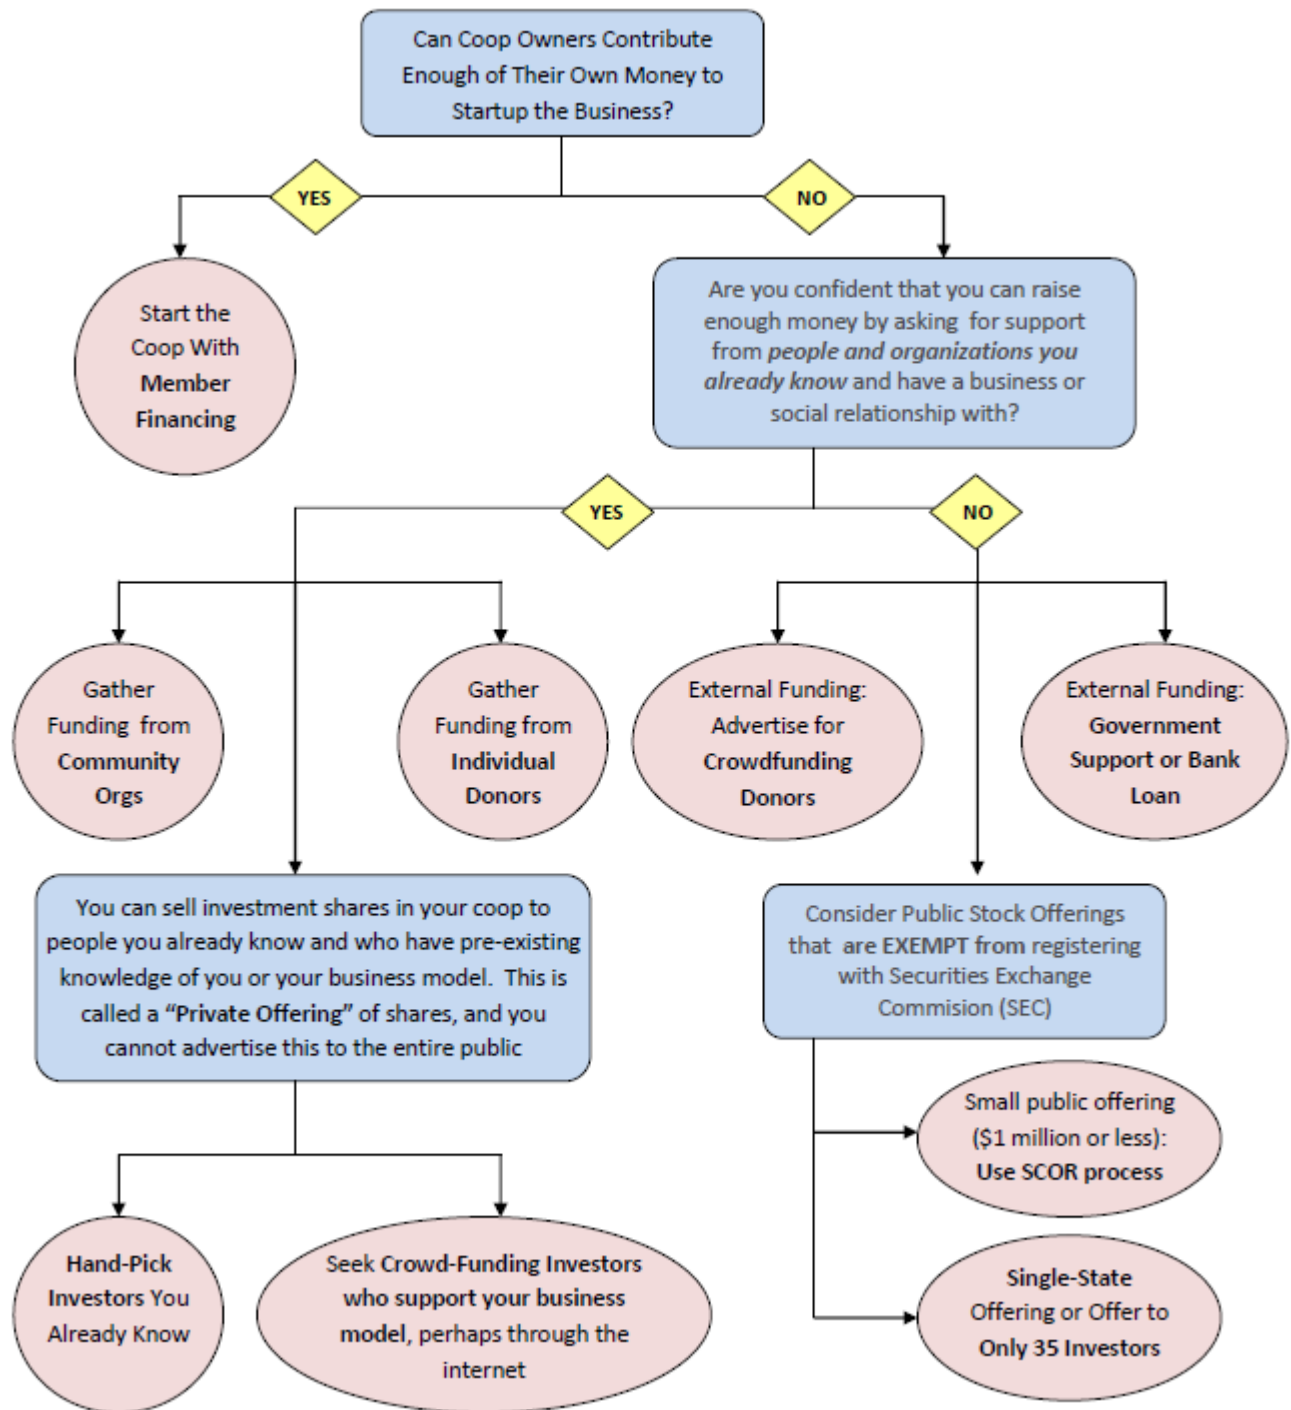 Can Coop Owners Contribute
Enough of Their Own Money to
Startup the Business?
YES
NO
Start the
Coop With
Member
Financing
Are you confident that you can raise
enough money by asking for support
from people and organizations you
already know and have a business or
social relationship with?
YES
NO
Gather
Funding from
Community
Orgs
Gather
Funding from
Individual
Donors
External Funding:
Advertise for
Crowdfunding
Donors
External Funding:
Government
Support or Bank
Loan
You can sell investment shares in your coop to
people you already know and who have pre-existing
knowledge of you or your business model. This is
called a “Private Offering” of shares, and you
cannot advertise this to the entire public
Consider Public Stock Offerings
that are EXEMPT from registering
with Securities Exchange
Commision (SEC)
Small public offering
($1 million or less):
Use SCOR process
Hand-Pick
Investors You
Already Know
Seek Crowd-Funding Investors
who support your business
model, perhaps through the
internet
Single-State
Offering or Offer to
Only 35 Investors